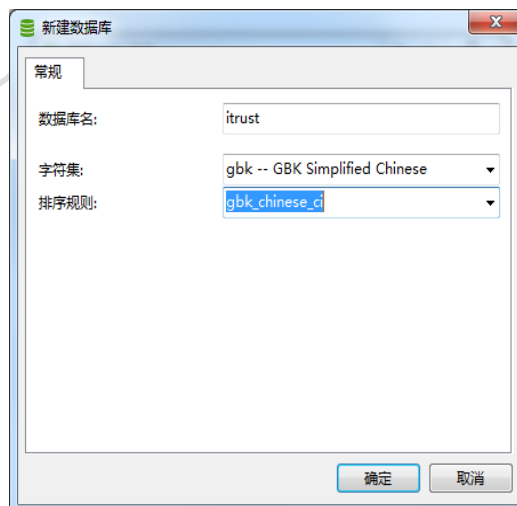 新建数据库
常规
数据库名: itrust
字符集: gbk -- GBK Simplified Chinese
排序规则: gbk_chinese_ci
确定 取消